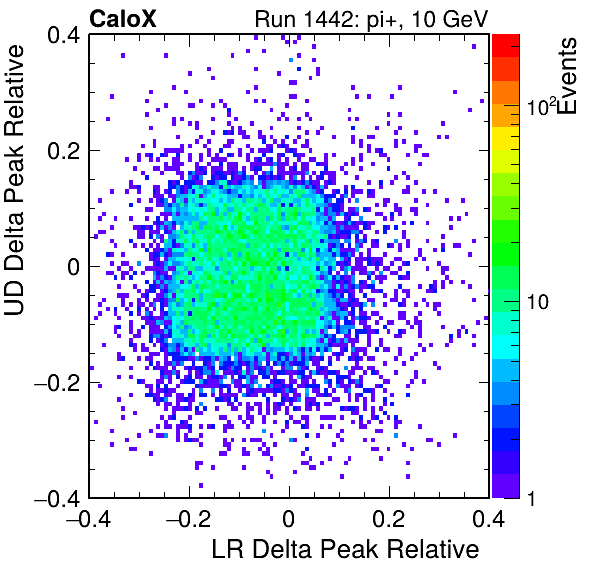 CaloX
Run 1442: pi+, 10 GeV
UD Delta Peak Relative
0.4
0.2
0
−0.2
−0.4
−0.4
−0.2
0
0.2
0.4
LR Delta Peak Relative
Events
10²
10
1